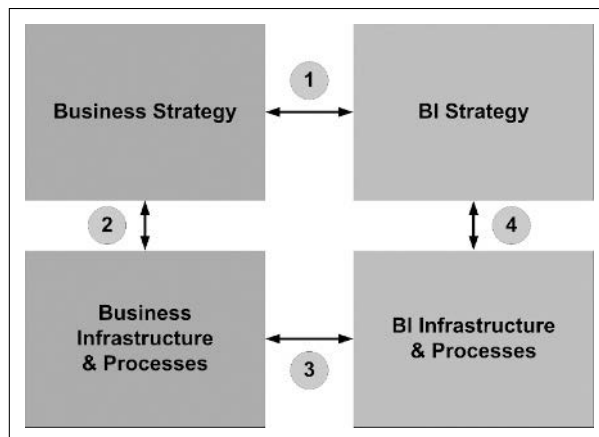 1
Business Strategy
BI Strategy
2
4
Business
Infrastructure
& Processes
BI Infrastructure
& Processes
3